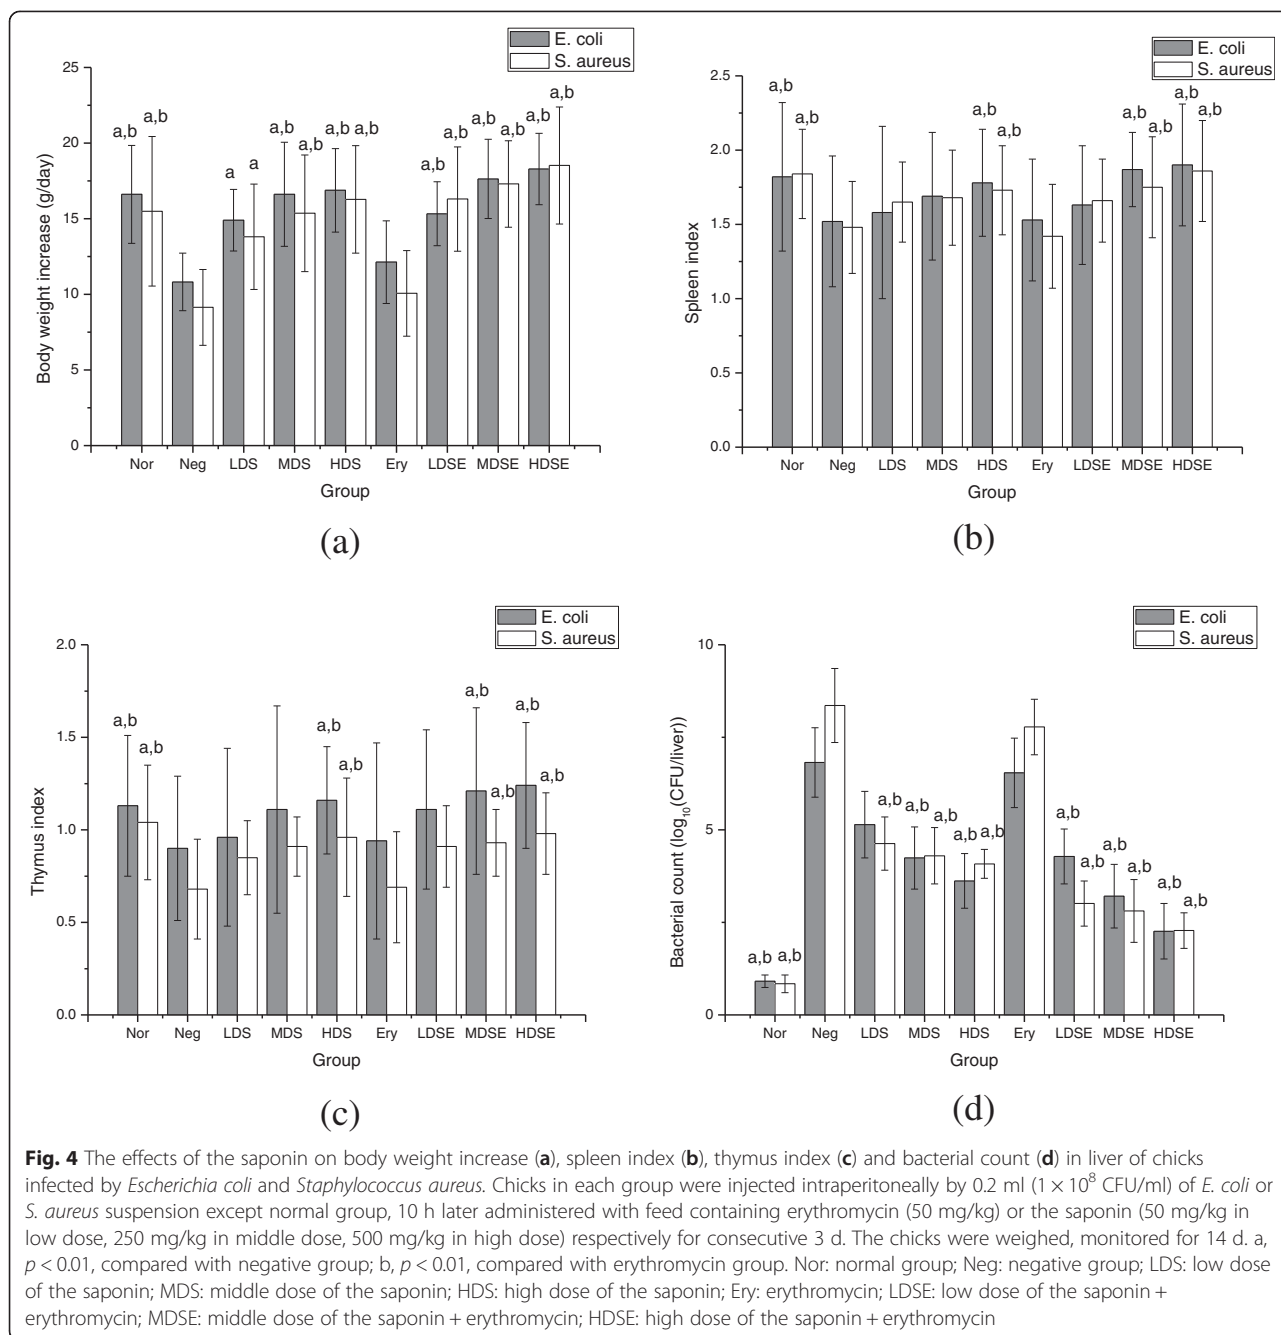 E. coli
S. aureus
25
20
15
10
5
0
Body weight increase (g/day)
a,b
a,b
a
a
a,b
a,b
a,b
a,b
a,b
a,b
a,b
a,b
a,b
a,b
Nor Neg LDS MDS HDS Ery LDSE MDSE HDSE
Group
(a)
E. coli
S. aureus
2.5
2.0
1.5
1.0
0.5
0.0
Spleen index
a,b
a,b
a,b
a,b
a,b
a,b
a,b
a,b
Nor Neg LDS MDS HDS Ery LDSE MDSE HDSE
Group
(b)
E. coli
S. aureus
2.0
1.5
1.0
0.5
0.0
Thymus index
a,b
a,b
a,b
a,b
a,b
a,b
a,b
a,b
Nor Neg LDS MDS HDS Ery LDSE MDSE HDSE
Group
(c)
E. coli
S. aureus
10
5
0
Bacterial count (log₁₀(CFU/liver))
a,b
a,b
a,b
a,b
a,b
a,b
a,b
a,b
a,b
a,b
a,b
a,b
a,b
a,b
Nor Neg LDS MDS HDS Ery LDSE MDSE HDSE
Group
(d)
Fig. 4 The effects of the saponin on body weight increase (a), spleen index (b), thymus index (c) and bacterial count (d) in liver of chicks
infected by Escherichia coli and Staphylococcus aureus. Chicks in each group were injected intraperitoneally by 0.2 ml (1 × 10⁸ CFU/ml) of E. coli or
S. aureus suspension except normal group, 10 h later administered with feed containing erythromycin (50 mg/kg) or the saponin (50 mg/kg in
low dose, 250 mg/kg in middle dose, 500 mg/kg in high dose) respectively for consecutive 3 d. The chicks were weighed, monitored for 14 d. a,
p < 0.01, compared with negative group; b, p < 0.01, compared with erythromycin group. Nor: normal group; Neg: negative group; LDS: low dose
of the saponin; MDS: middle dose of the saponin; HDS: high dose of the saponin; Ery: erythromycin; LDSE: low dose of the saponin +
erythromycin; MDSE: middle dose of the saponin + erythromycin; HDSE: high dose of the saponin + erythromycin